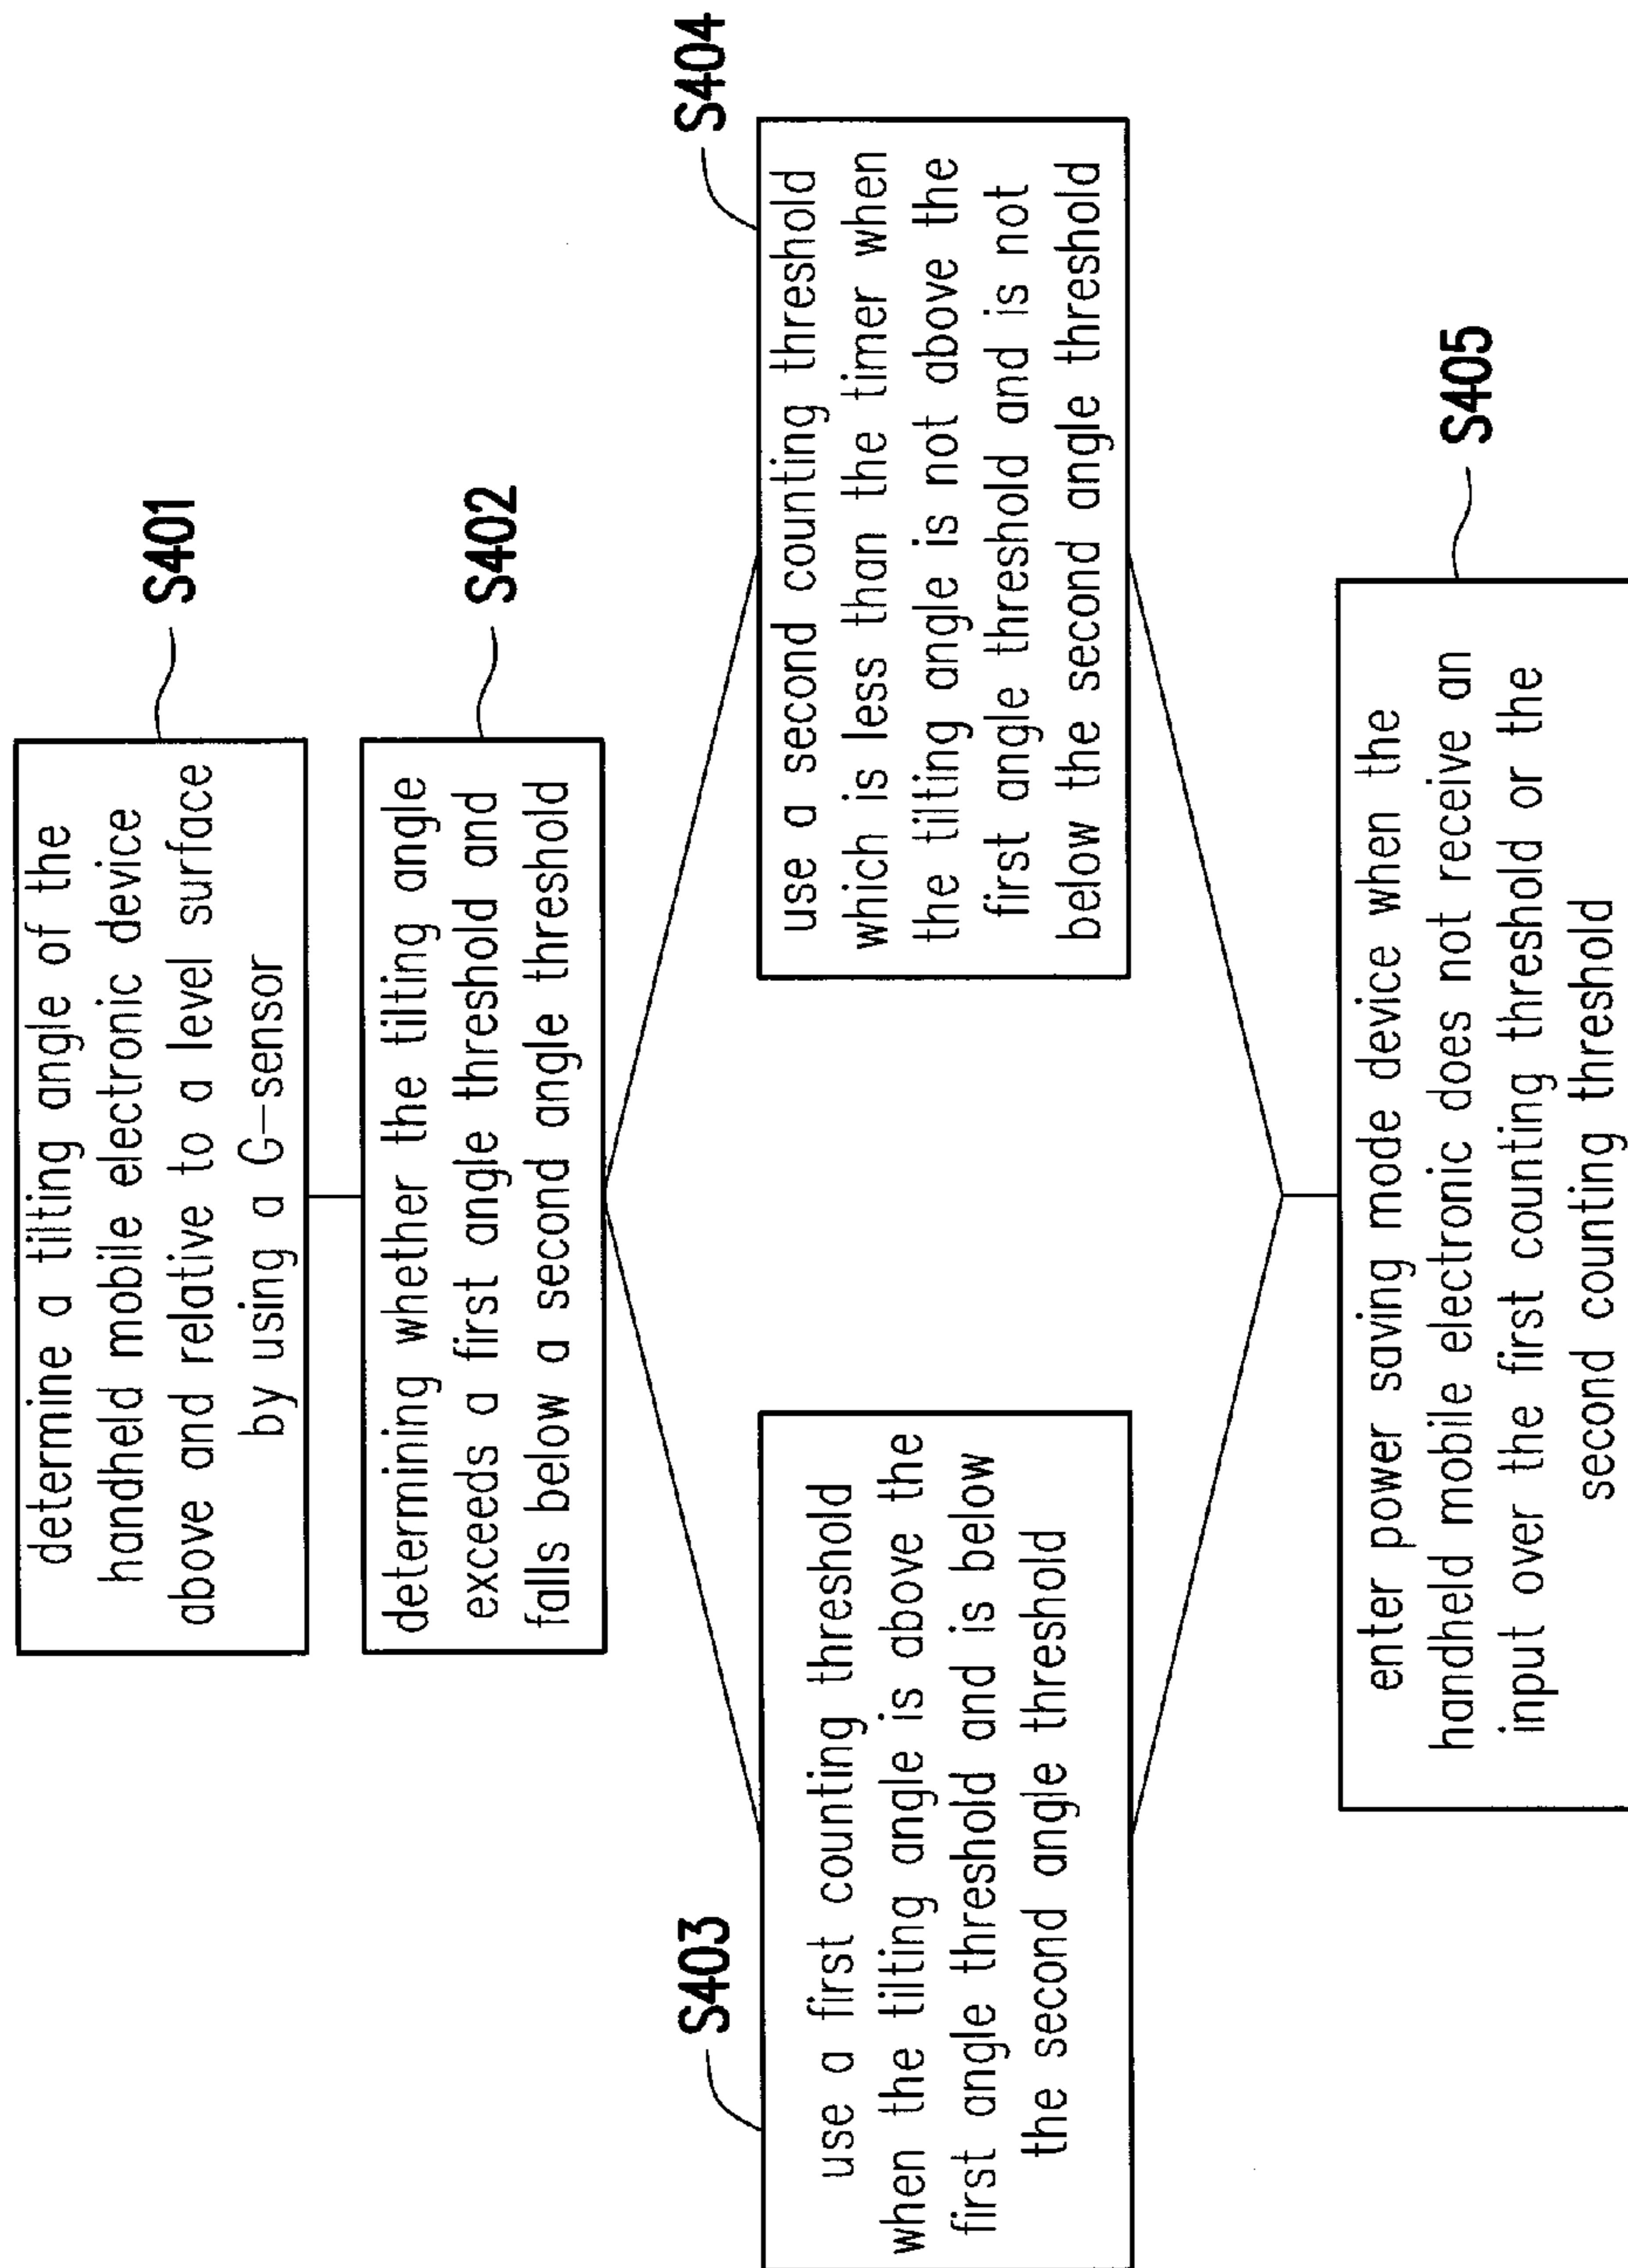 determine a tilting angle of the
handheld mobile electronic device
above and relative to a level surface
by using a G-sensor
S401
determining whether the tilting angle
exceeds a first angle threshold and
falls below a second angle threshold
S402
S403
use a first counting threshold
when the tilting angle is above the
first angle threshold and is below
the second angle threshold
S404
use a second counting threshold
which is less than the timer when
the tilting angle is not above the
first angle threshold and is not
below the second angle threshold
enter power saving mode device when the
handheld mobile electronic does not receive an
input over the first counting threshold or the
second counting threshold
S405